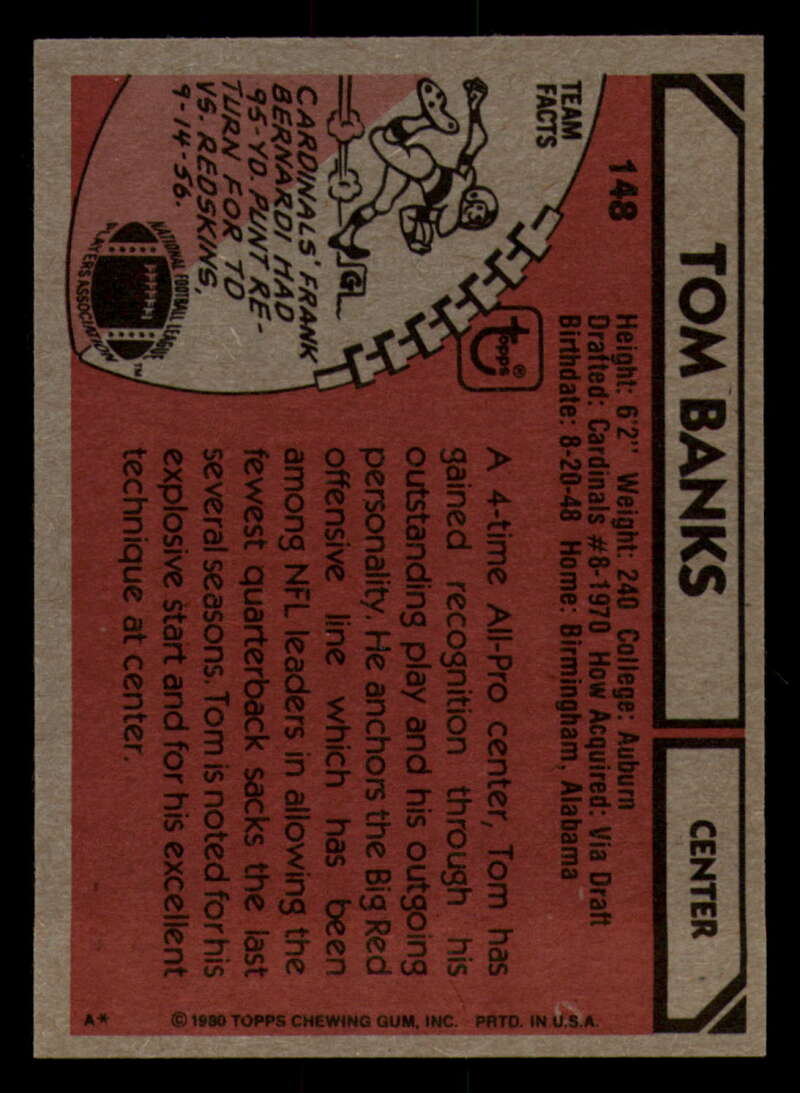 148
TOM BANKS
CENTER
Height: 6'2" Weight: 240 College: Auburn
Drafted: Cardinals #8-1970 How Acquired: Via Draft
Birthdate: 8-20-48 Home: Birmingham, Alabama
TEAM
FACTS
JGL
CARDINALS' FRANK
BERNARDI HAD
95-YD. PUNT RE-
TURN FOR TD
VS. REDSKINS,
9-14-56.
NATIONAL FOOTBALL LEAGUE
PLAYERS ASSOCIATION
TM
topps®
A 4-time All-Pro center, Tom has
gained recognition through his
outstanding play and his outgoing
personality. He anchors the Big Red
offensive line which has been
among NFL leaders in allowing the
fewest quarterback sacks the last
several seasons. Tom is noted for his
explosive start and for his excellent
technique at center.
A* © 1980 TOPPS CHEWING GUM, INC. PRTD. IN U.S.A.